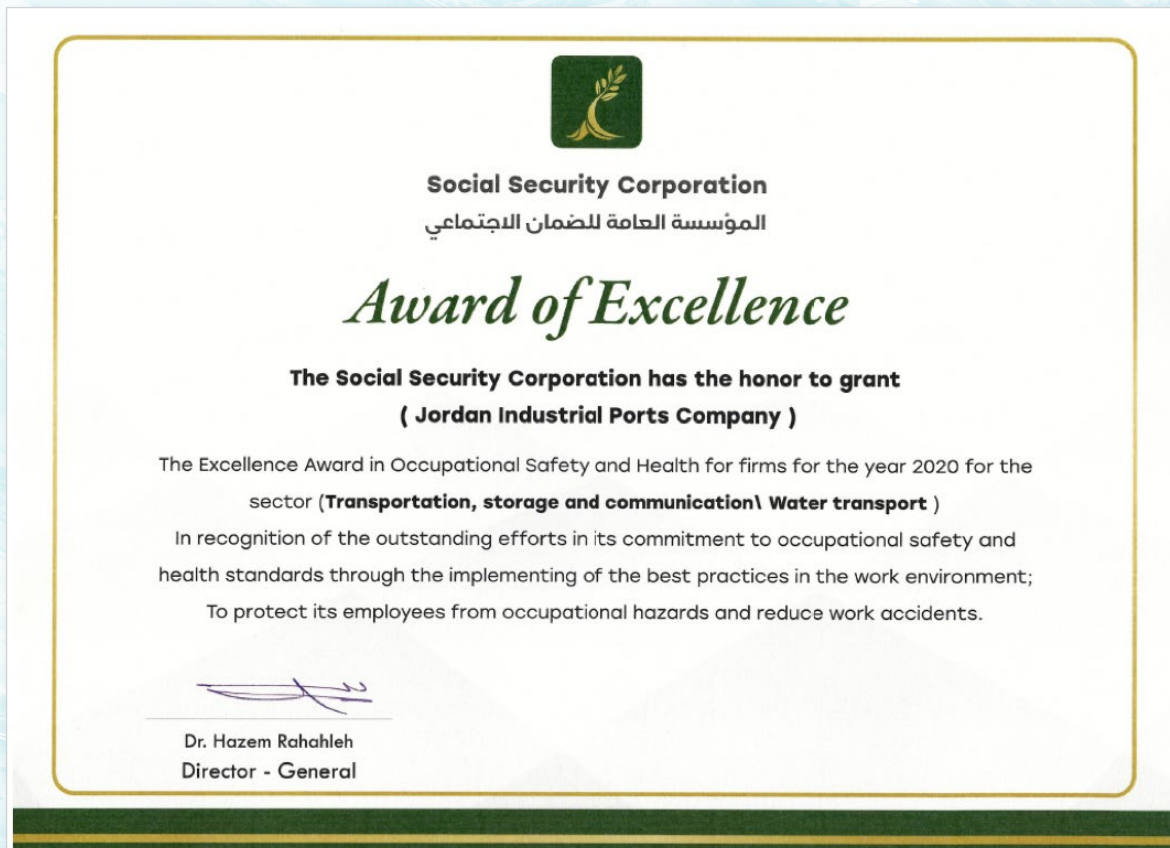 Social Security Corporation
المؤسسة العامة للضمان الاجتماعي
Award of Excellence
The Social Security Corporation has the honor to grant
( Jordan Industrial Ports Company )
The Excellence Award in Occupational Safety and Health for firms for the year 2020 for the
sector (Transportation, storage and communication\ Water transport )
In recognition of the outstanding efforts in its commitment to occupational safety and
health standards through the implementing of the best practices in the work environment;
To protect its employees from occupational hazards and reduce work accidents.
Dr. Hazem Rahahleh
Director - General